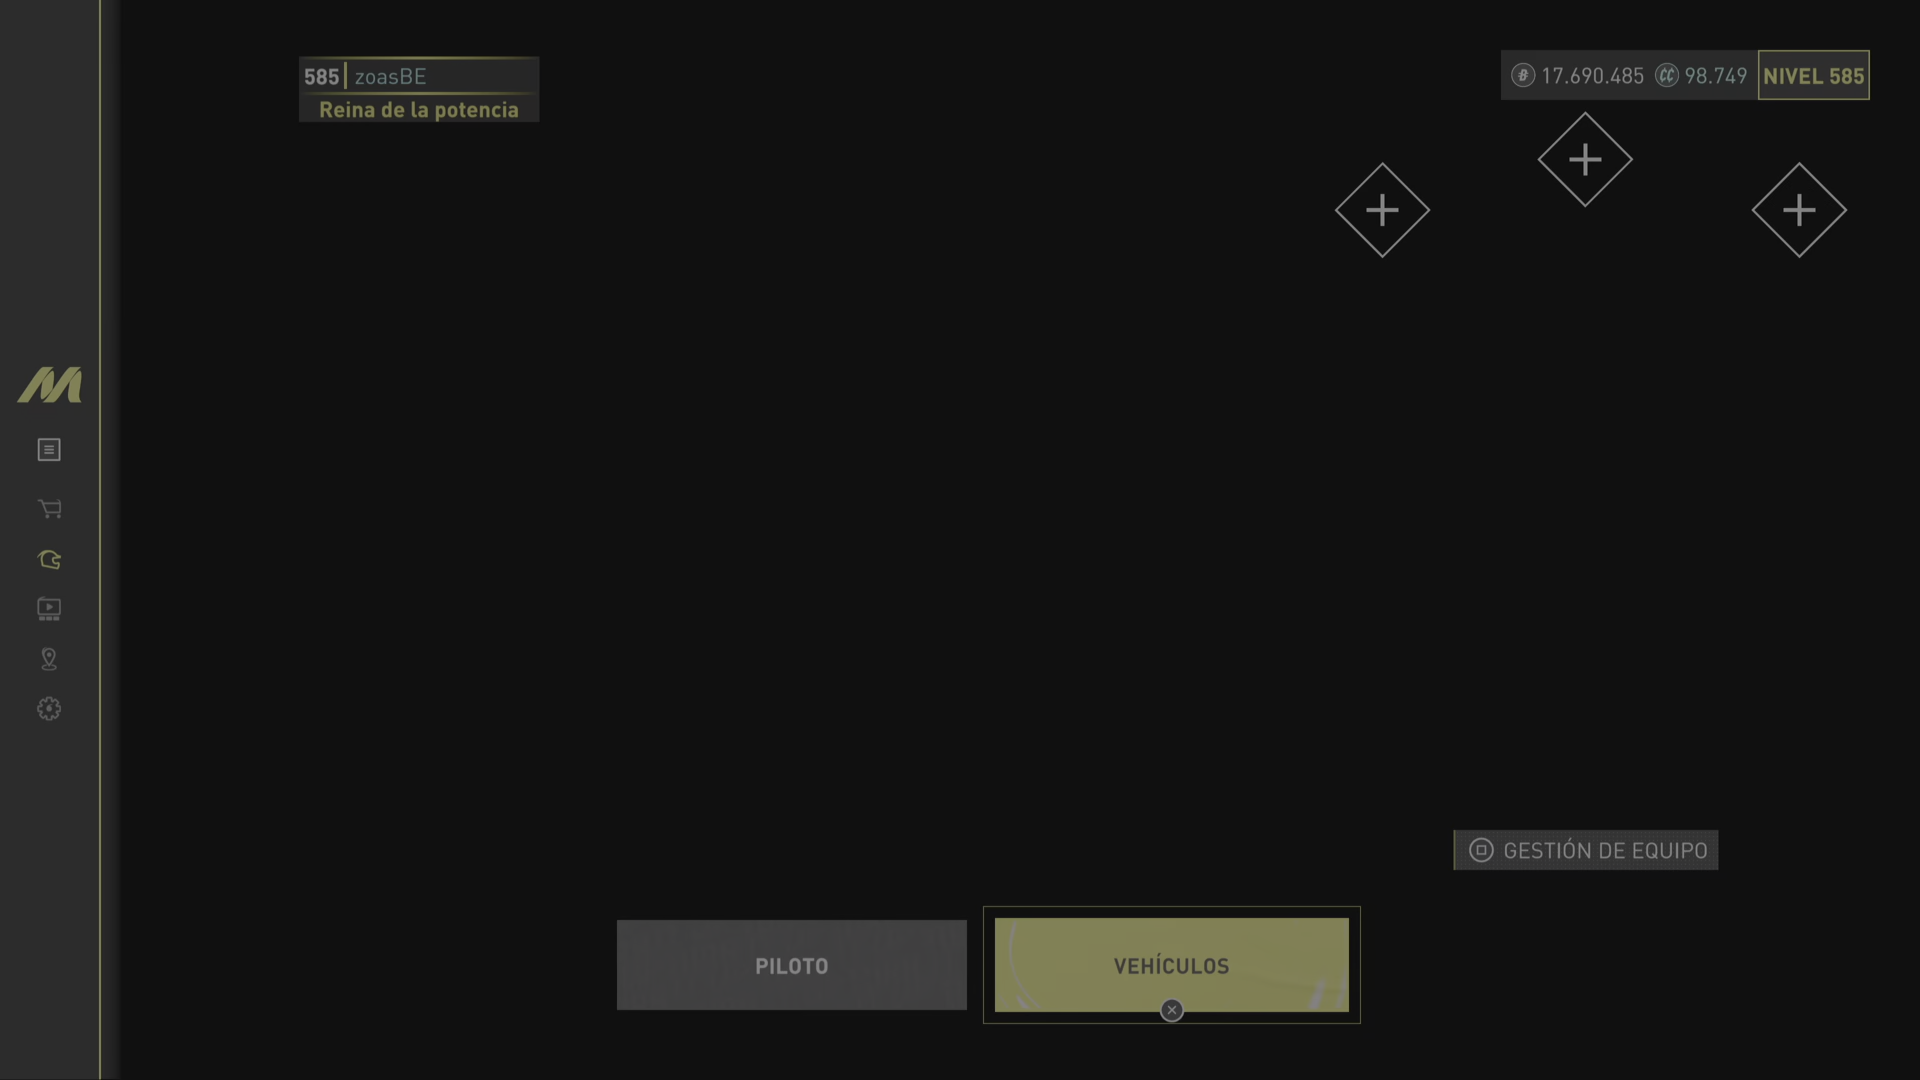 585 zoasBE
Reina de la potencia
17.690.485 98.749 NIVEL 585
GESTIÓN DE EQUIPO
PILOTO
VEHÍCULOS